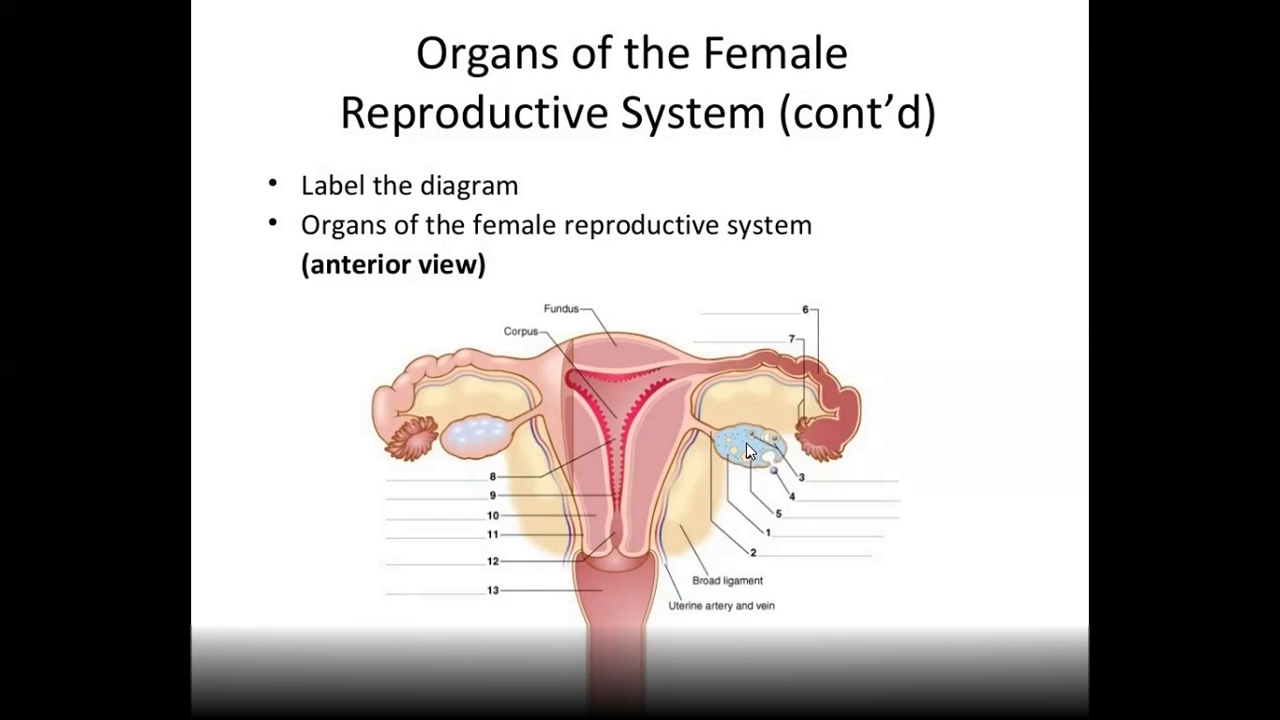 Organs of the Female
Reproductive System (cont’d)
• Label the diagram
• Organs of the female reproductive system
(anterior view)
Fundus
6
Corpus
7
8
3
9
4
10
5
11
1
2
12
Broad ligament
13
Uterine artery and vein